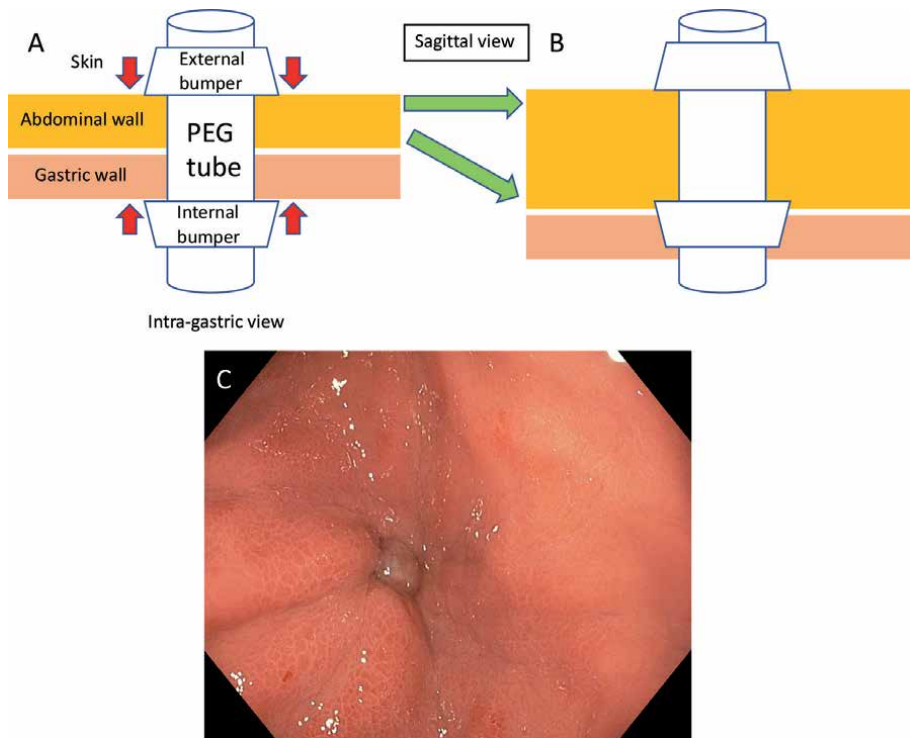 A
Skin
External
bumper
Sagittal view
B
Abdominal wall
PEG
tube
Gastric wall
Internal
bumper
Intra-gastric view
C